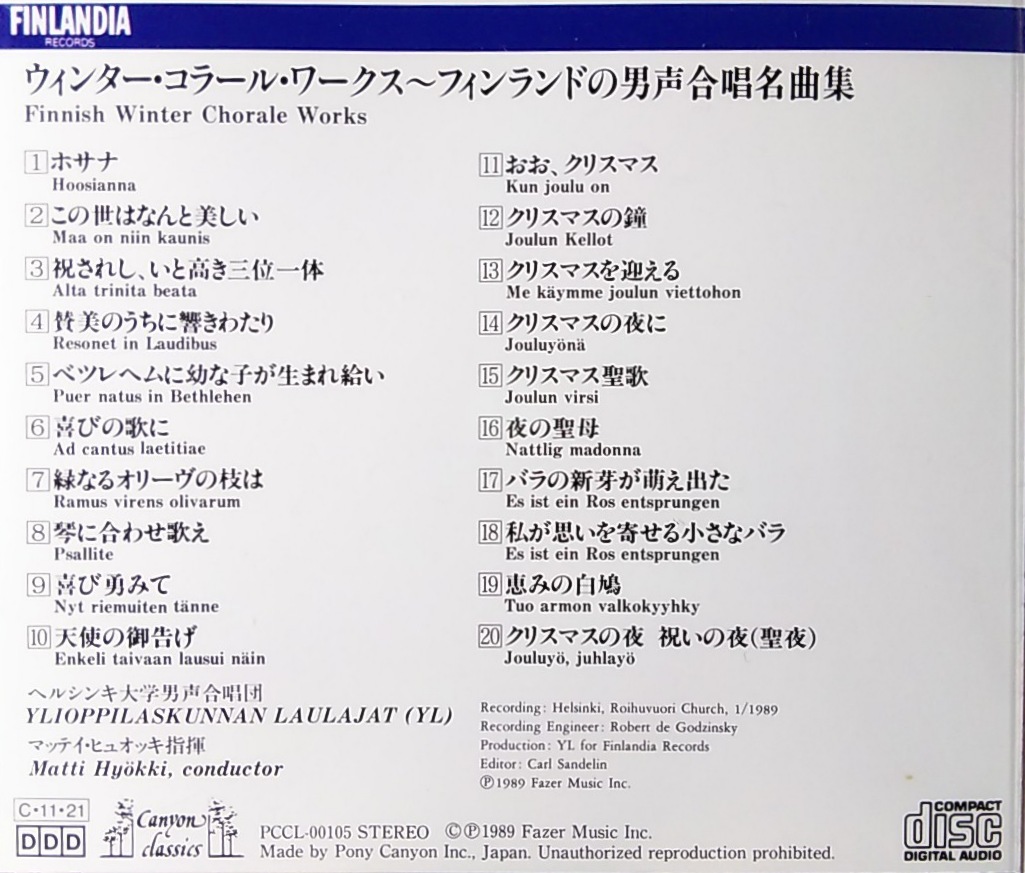 FINLANDIA
RECORDS
ウィンター・コラール・ワークス～フィンランドの男声合唱名曲集
Finnish Winter Chorale Works
1 ホサナ
Hoosianna
2 この世はなんと美しい
Maa on niin kaunis
3 祝されし、いと高き三位一体
Alta trinita beata
4 賛美のうちに響きわたり
Resonet in Laudibus
5 ベツレヘムに幼な子が生まれ給い
Puer natus in Bethlehen
6 喜びの歌に
Ad cantus laetitiae
7 緑なるオリーヴの枝は
Ramus virens olivarum
8 琴に合わせ歌え
Psallite
9 喜び勇みて
Nyt riemuiten tänne
10 天使の御告げ
Enkeli taivaan lausui näin
11 おお、クリスマス
Kun joulu on
12 クリスマスの鐘
Joulun Kellot
13 クリスマスを迎える
Me käymme joulun viettohon
14 クリスマスの夜に
Jouluyönä
15 クリスマス聖歌
Joulun virsi
16 夜の聖母
Nattlig madonna
17 バラの新芽が萌え出た
Es ist ein Ros entsprungen
18 私が思いを寄せる小さなバラ
Es ist ein Ros entsprungen
19 恵みの白鳩
Tuo armon valkokyyhky
20 クリスマスの夜 祝いの夜(聖夜)
Jouluyö, juhlayö
ヘルシンキ大学男声合唱団
YLIOPPILASKUNNAN LAULAJAT (YL)
マッテイ・ヒュオッキ指揮
Matti Hyökki, conductor
Recording: Helsinki, Roihuvuori Church, 1/1989
Recording Engineer: Robert de Godzinsky
Production: YL for Finlandia Records
Editor: Carl Sandelin
Ⓟ1989 Fazer Music Inc.
C・11・21
DDD
Canyon
classics
PCCL-00105 STEREO ©Ⓟ1989 Fazer Music Inc.
Made by Pony Canyon Inc., Japan. Unauthorized reproduction prohibited.
COMPACT
disc
DIGITAL AUDIO